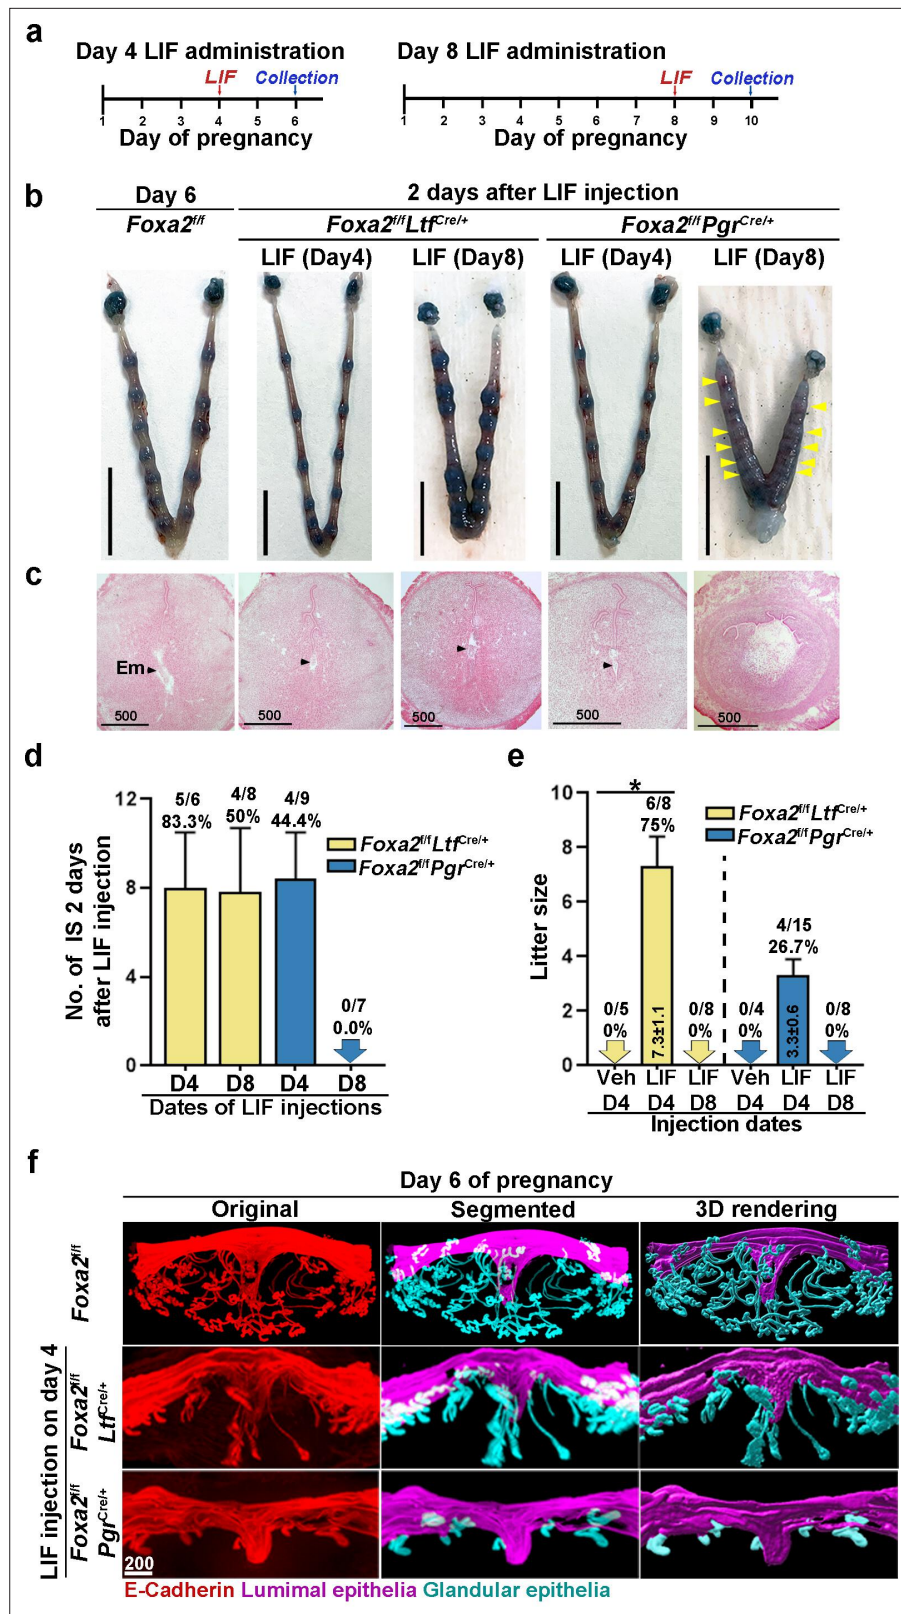 a
Day 4 LIF administration
LIF Collection
1 2 3 4 5 6
Day of pregnancy
Day 8 LIF administration
LIF Collection
1 2 3 4 5 6 7 8 9 10
Day of pregnancy
b
Day 6
2 days after LIF injection
Foxa2f/f
Foxa2f/fLtfCre/+
Foxa2f/fPgrCre/+
LIF (Day4) LIF (Day8) LIF (Day4) LIF (Day8)
c
Em
500 500 500 500 500
d
No. of IS 2 days
after LIF injection
12
8
4
0
5/6
83.3%
4/8
50%
4/9
44.4%
0/7
0.0%
Foxa2f/fLtfCre/+
Foxa2f/fPgrCre/+
D4 D8 D4 D8
Dates of LIF injections
e
Litter size
10
8
6
4
2
0
*
Foxa2f/fLtfCre/+
Foxa2f/fPgrCre/+
0/5
0%
6/8
75%
7.3±1.1
0/8
0%
0/4
0%
4/15
26.7%
3.3±0.6
0/8
0%
Veh LIF LIF Veh LIF LIF
D4 D4 D8 D4 D4 D8
Injection dates
f
Day 6 of pregnancy
Original Segmented 3D rendering
Foxa2f/f
LIF injection on day 4
Foxa2f/f
LtfCre/+
Foxa2f/f
PgrCre/+
200
E-Cadherin Lumimal epithelia Glandular epithelia